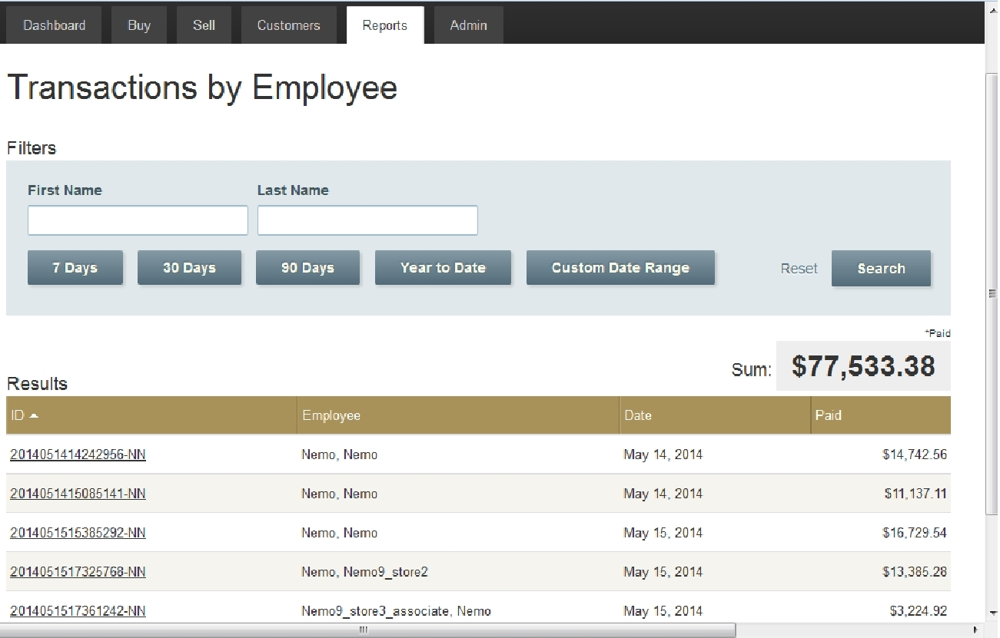 Dashboard Buy Sell Customers Reports Admin
Transactions by Employee
Filters
First Name Last Name
7 Days 30 Days 90 Days Year to Date Custom Date Range Reset Search
*Paid
Sum: $77,533.38
Results
ID Employee Date Paid
2014051414242956-NN Nemo, Nemo May 14, 2014 $14,742.56
2014051415085141-NN Nemo, Nemo May 14, 2014 $11,137.11
2014051515385292-NN Nemo, Nemo May 15, 2014 $16,729.54
2014051517325768-NN Nemo, Nemo9_store2 May 15, 2014 $13,385.28
2014051517361242-NN Nemo9_store3_associate, Nemo May 15, 2014 $3,224.92